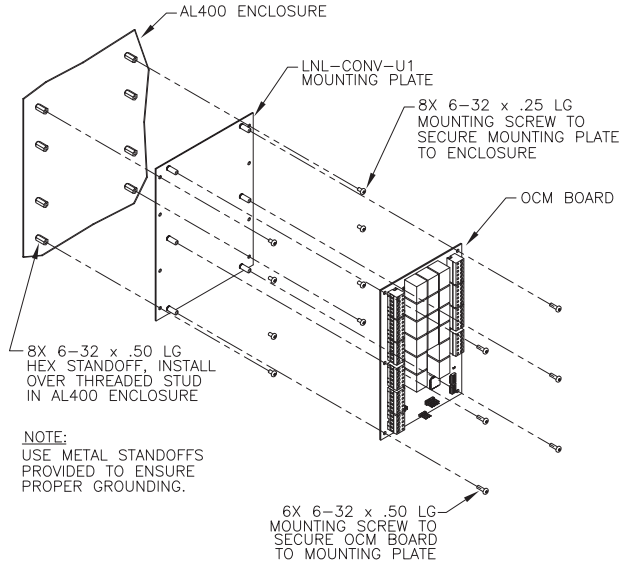 AL400 ENCLOSURE
LNL-CONV-U1
MOUNTING PLATE
8X 6-32 x .25 LG
MOUNTING SCREW TO
SECURE MOUNTING PLATE
TO ENCLOSURE
OCM BOARD
8X 6-32 x .50 LG
HEX STANDOFF, INSTALL
OVER THREADED STUD
IN AL400 ENCLOSURE
NOTE:
USE METAL STANDOFFS
PROVIDED TO ENSURE
PROPER GROUNDING.
6X 6-32 x .50 LG
MOUNTING SCREW TO
SECURE OCM BOARD
TO MOUNTING PLATE